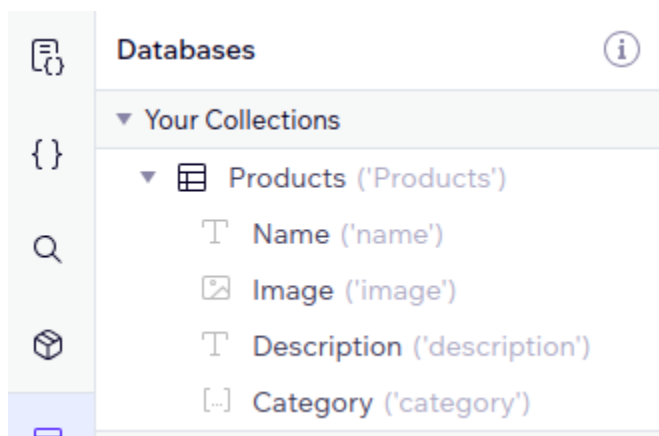 Databases
Your Collections
Products ('Products')
Name ('name')
Image ('image')
Description ('description')
Category ('category')